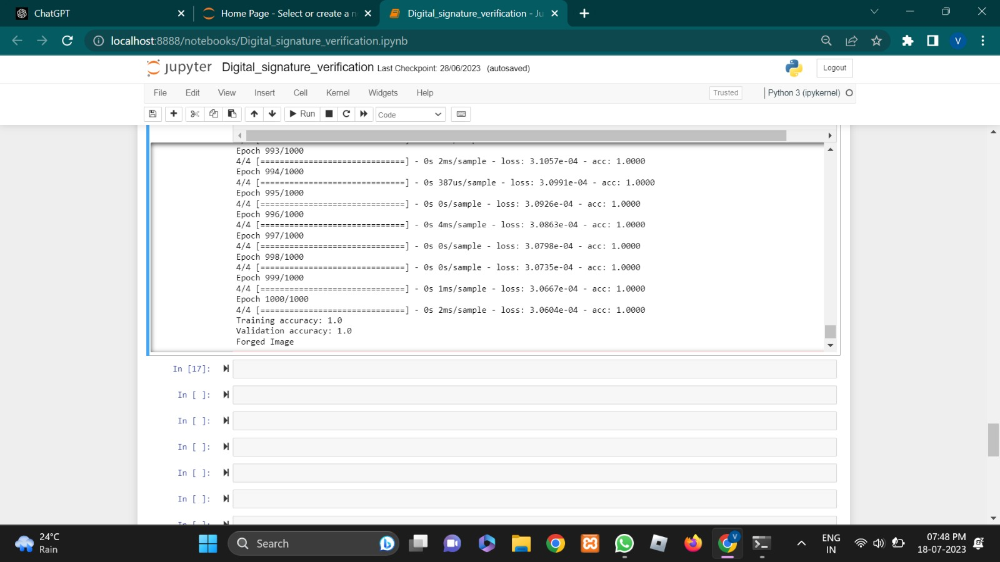 ChatGPT
Home Page - Select or create a n
Digital_signature_verification - Ju
localhost:8888/notebooks/Digital_signature_verification.ipynb
V
jupyter Digital_signature_verification Last Checkpoint: 28/06/2023 (autosaved)
Logout
File Edit View Insert Cell Kernel Widgets Help
Trusted
Python 3 (ipykernel)
Run
Code
Epoch 993/1000
4/4 [==============================] - 0s 2ms/sample - loss: 3.1057e-04 - acc: 1.0000
Epoch 994/1000
4/4 [==============================] - 0s 387us/sample - loss: 3.0991e-04 - acc: 1.0000
Epoch 995/1000
4/4 [==============================] - 0s 0s/sample - loss: 3.0926e-04 - acc: 1.0000
Epoch 996/1000
4/4 [==============================] - 0s 4ms/sample - loss: 3.0863e-04 - acc: 1.0000
Epoch 997/1000
4/4 [==============================] - 0s 0s/sample - loss: 3.0798e-04 - acc: 1.0000
Epoch 998/1000
4/4 [==============================] - 0s 0s/sample - loss: 3.0735e-04 - acc: 1.0000
Epoch 999/1000
4/4 [==============================] - 0s 1ms/sample - loss: 3.0667e-04 - acc: 1.0000
Epoch 1000/1000
4/4 [==============================] - 0s 2ms/sample - loss: 3.0604e-04 - acc: 1.0000
Training accuracy: 1.0
Validation accuracy: 1.0
Forged Image
In [17]:
In [ ]:
In [ ]:
In [ ]:
In [ ]:
In [ ]:
24°C
Rain
Search
ENG
IN
07:48 PM
18-07-2023